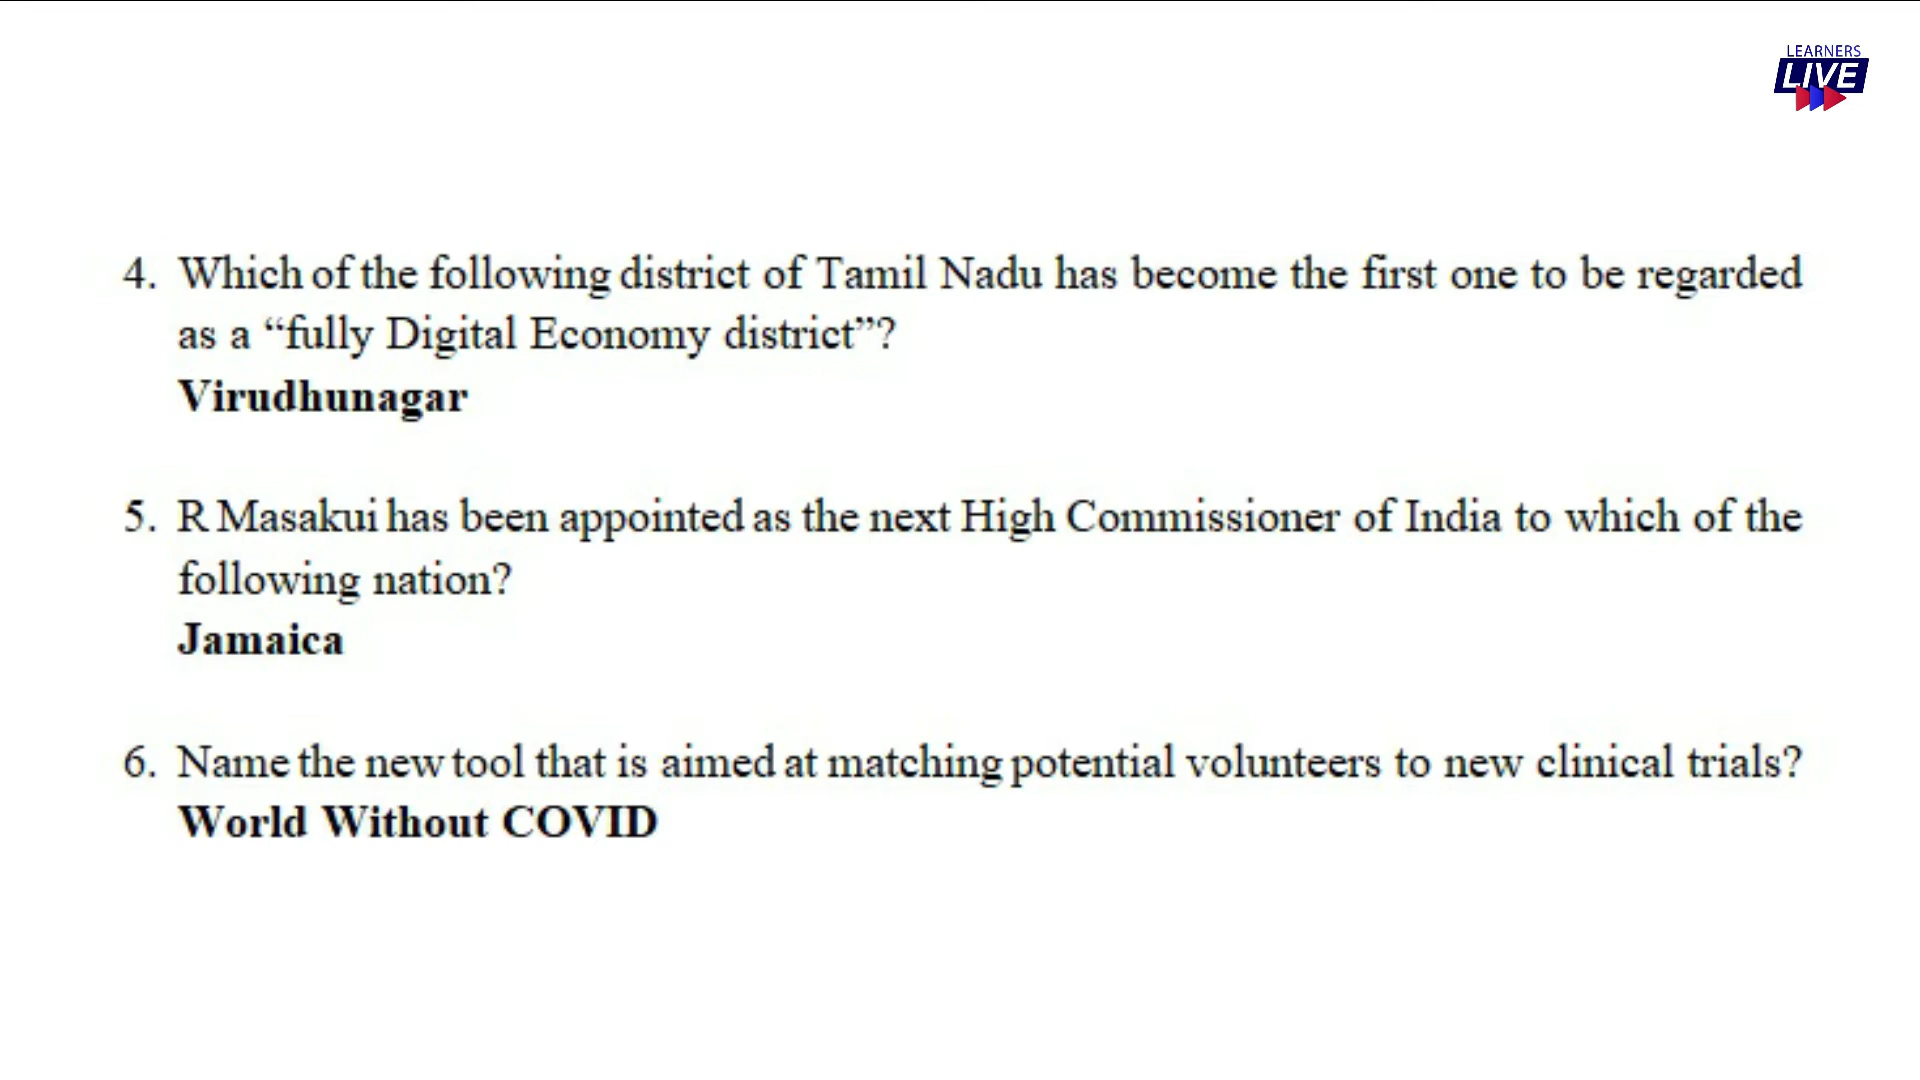 LEARNERS
LIVE
4. Which of the following district of Tamil Nadu has become the first one to be regarded
as a “fully Digital Economy district”?
Virudhunagar
5. R Masakui has been appointed as the next High Commissioner of India to which of the
following nation?
Jamaica
6. Name the new tool that is aimed at matching potential volunteers to new clinical trials?
World Without COVID